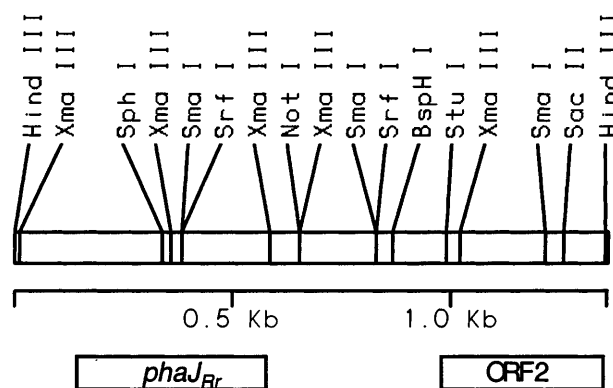 Hind III
Xma III
Sph I
Xma III
Sma I
Srf I
Xma III
Not I
Xma III
Sma I
Srf I
BspH I
Stu I
Xma III
Sma I
Sac II
Hind III
0.5 Kb 1.0 Kb
phaJRr ORF2